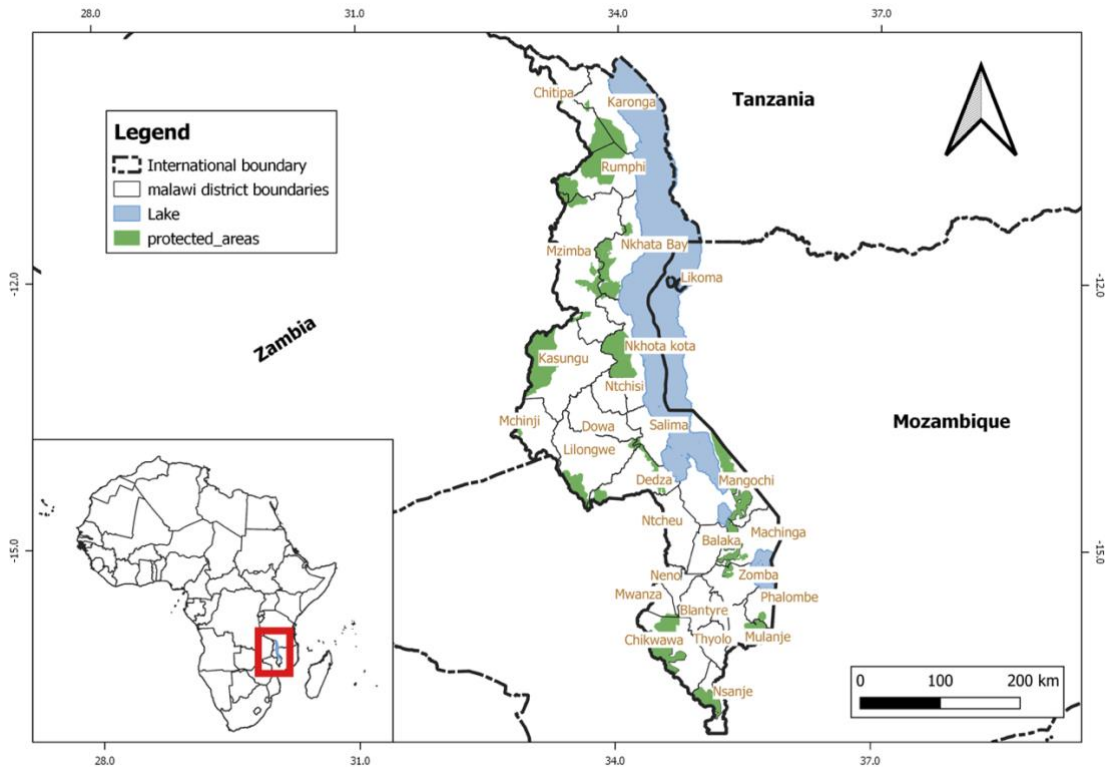 28.0
31.0
34.0
37.0
Chitipa
Karonga
Tanzania
Legend
International boundary
malawi district boundaries
Lake
protected_areas
Rumphi
Mzimba
Nkhata Bay
Likoma
-12.0
-12.0
Zambia
Kasungu
Nkhota kota
Ntchisi
Mchinji
Dowa
Salima
Mozambique
Lilongwe
Dedza
Mangochi
Ntcheu
Machinga
Balaka
-15.0
-15.0
Neno
Zomba
Mwanza
Phalombe
Blantyre
Chikwawa
Thyolo
Mulanje
Nsanje
0
100
200 km
28.0
31.0
34.0
37.0